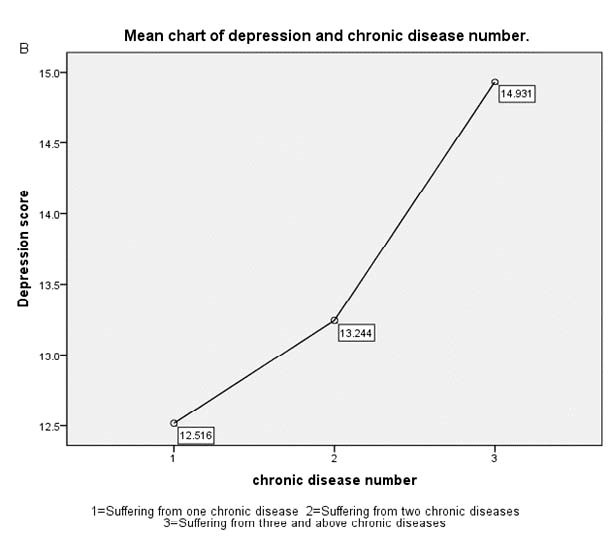 Mean chart of depression and chronic disease number.
B
15.0
14.931
14.5
14.0
Depression score
13.5
13.244
13.0
12.5
12.516
1 2 3
chronic disease number
1=Suffering from one chronic disease 2=Suffering from two chronic diseases
3=Suffering from three and above chronic diseases